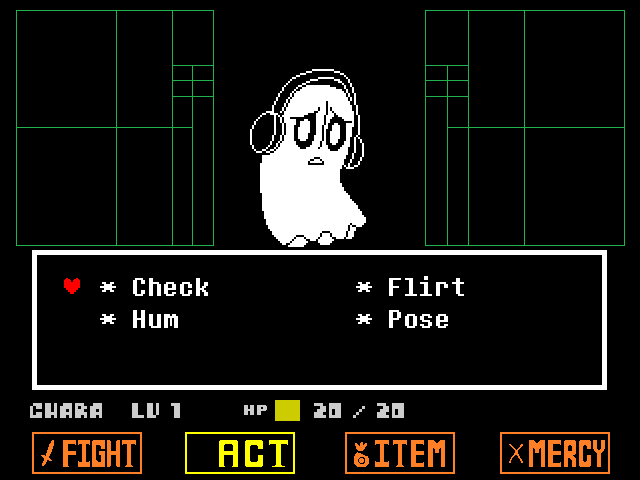 * Check * Flirt
* Hum * Pose
CHARA LV 1 HP 20 / 20
FIGHT ACT ITEM MERCY